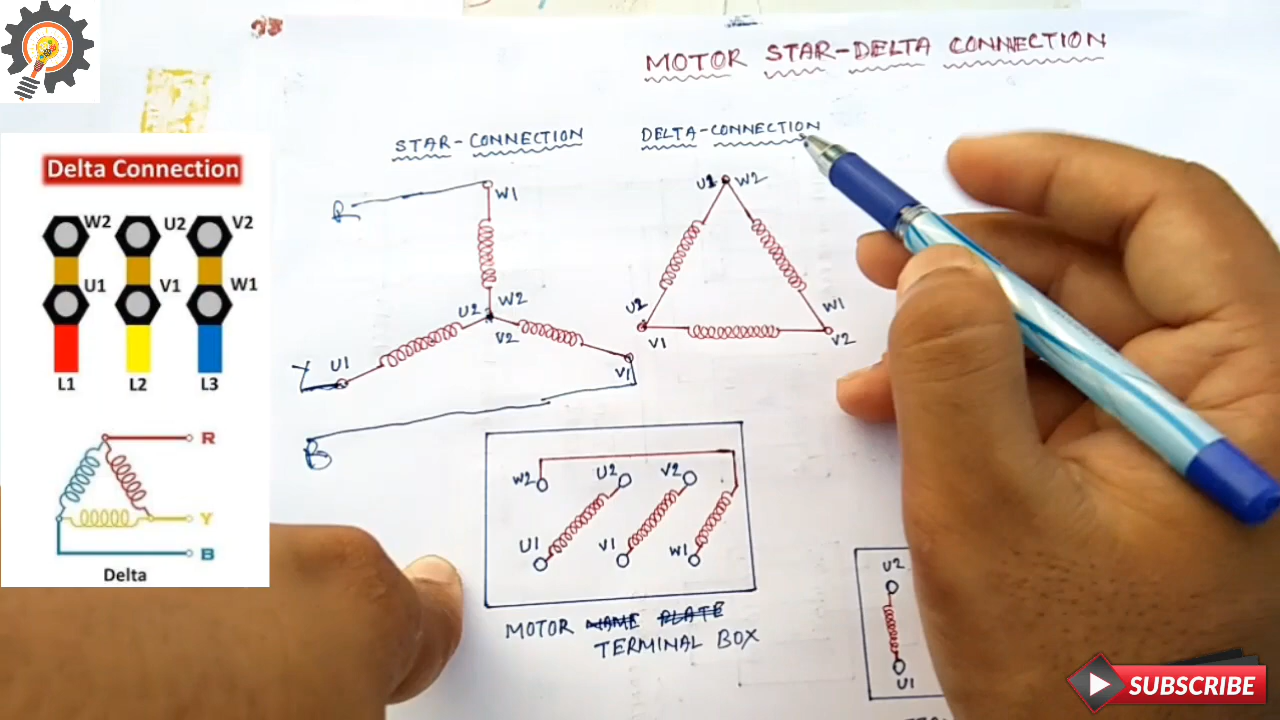 MOTOR STAR-DELTA CONNECTION
STAR-CONNECTION
DELTA-CONNECTION
Delta Connection
W2 U2 V2
U1 V1 W1
L1 L2 L3
R
Y
B
Delta
R
W1
U2 W2
V2
Y U1
V1
B
U1 W2
U2
V1
W1
V2
W2 U2 V2
U1 V1 W1
MOTOR NAME PLATE
TERMINAL BOX
U2
U1
SUBSCRIBE